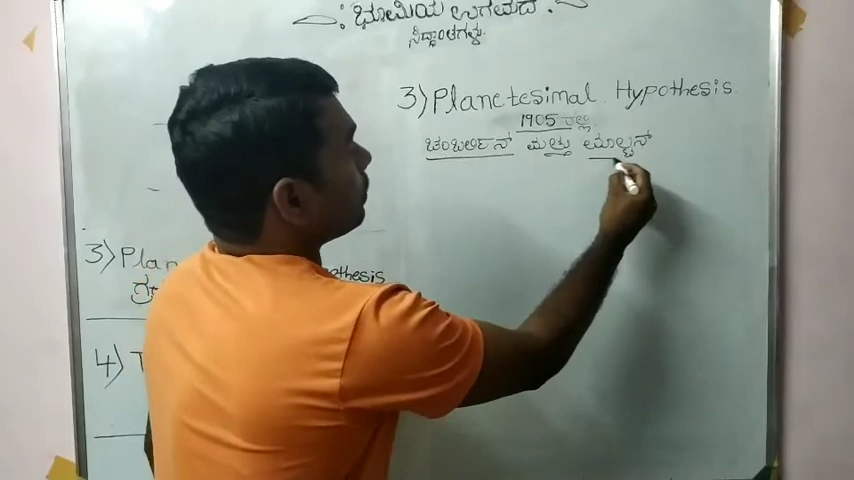 ಭೂಮಿಯ ಉಗಮದ
ಸಿದ್ಧಾಂತಗಳು
3) Planetesimal Hypothesis
1905 ರಲ್ಲಿ
ಚಂಬರ್ಲಿನ್ ಮತ್ತು ಮೋಲ್ಟನ್
3) Plan
othesis
4) T